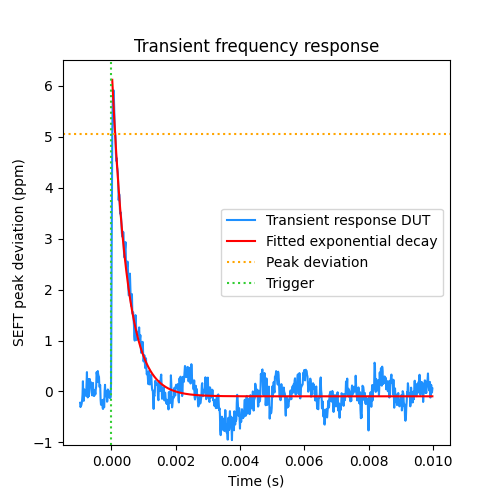 Transient frequency response
SEFT peak deviation (ppm)
6
5
4
3
2
1
0
−1
Transient response DUT
Fitted exponential decay
Peak deviation
Trigger
0.000 0.002 0.004 0.006 0.008 0.010
Time (s)